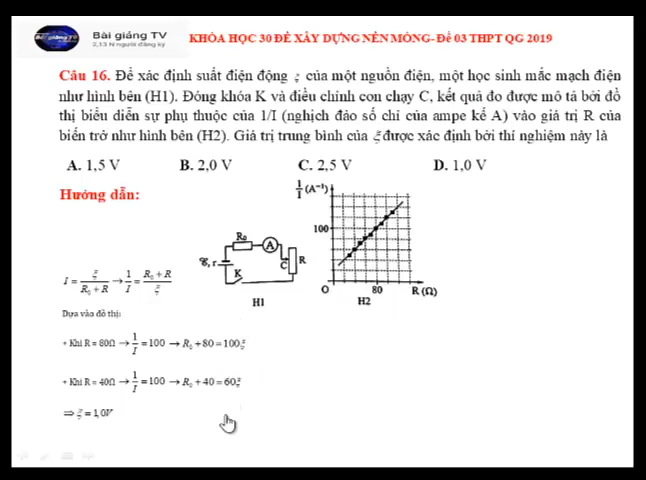 Bài giảng TV
Bài giảng TV
2,13 N người đăng ký
KHÓA HỌC 30 ĐỀ XÂY DỰNG NỀN MÓNG- Đề 03 THPT QG 2019
Câu 16. Để xác định suất điện động ξ của một nguồn điện, một học sinh mắc mạch điện
như hình bên (H1). Đóng khóa K và điều chỉnh con chạy C, kết quả đo được mô tả bởi đồ
thị biểu diễn sự phụ thuộc của 1/I (nghịch đảo số chỉ của ampe kế A) vào giá trị R của
biến trở như hình bên (H2). Giá trị trung bình của ξ được xác định bởi thí nghiệm này là
A. 1,5 V B. 2,0 V C. 2,5 V D. 1,0 V
Hướng dẫn:
1/I (A⁻¹)
100
O 80 R (Ω)
H2
R₀ A
ℰ, r C R
K
H1
I = ξ/(R₀ + R) → 1/I = (R₀ + R)/ξ
Dựa vào đồ thị:
+ Khi R = 80Ω → 1/I = 100 → R₀ + 80 = 100ξ
+ Khi R = 40Ω → 1/I = 100 → R₀ + 40 = 60ξ
⇒ ξ = 1,0V